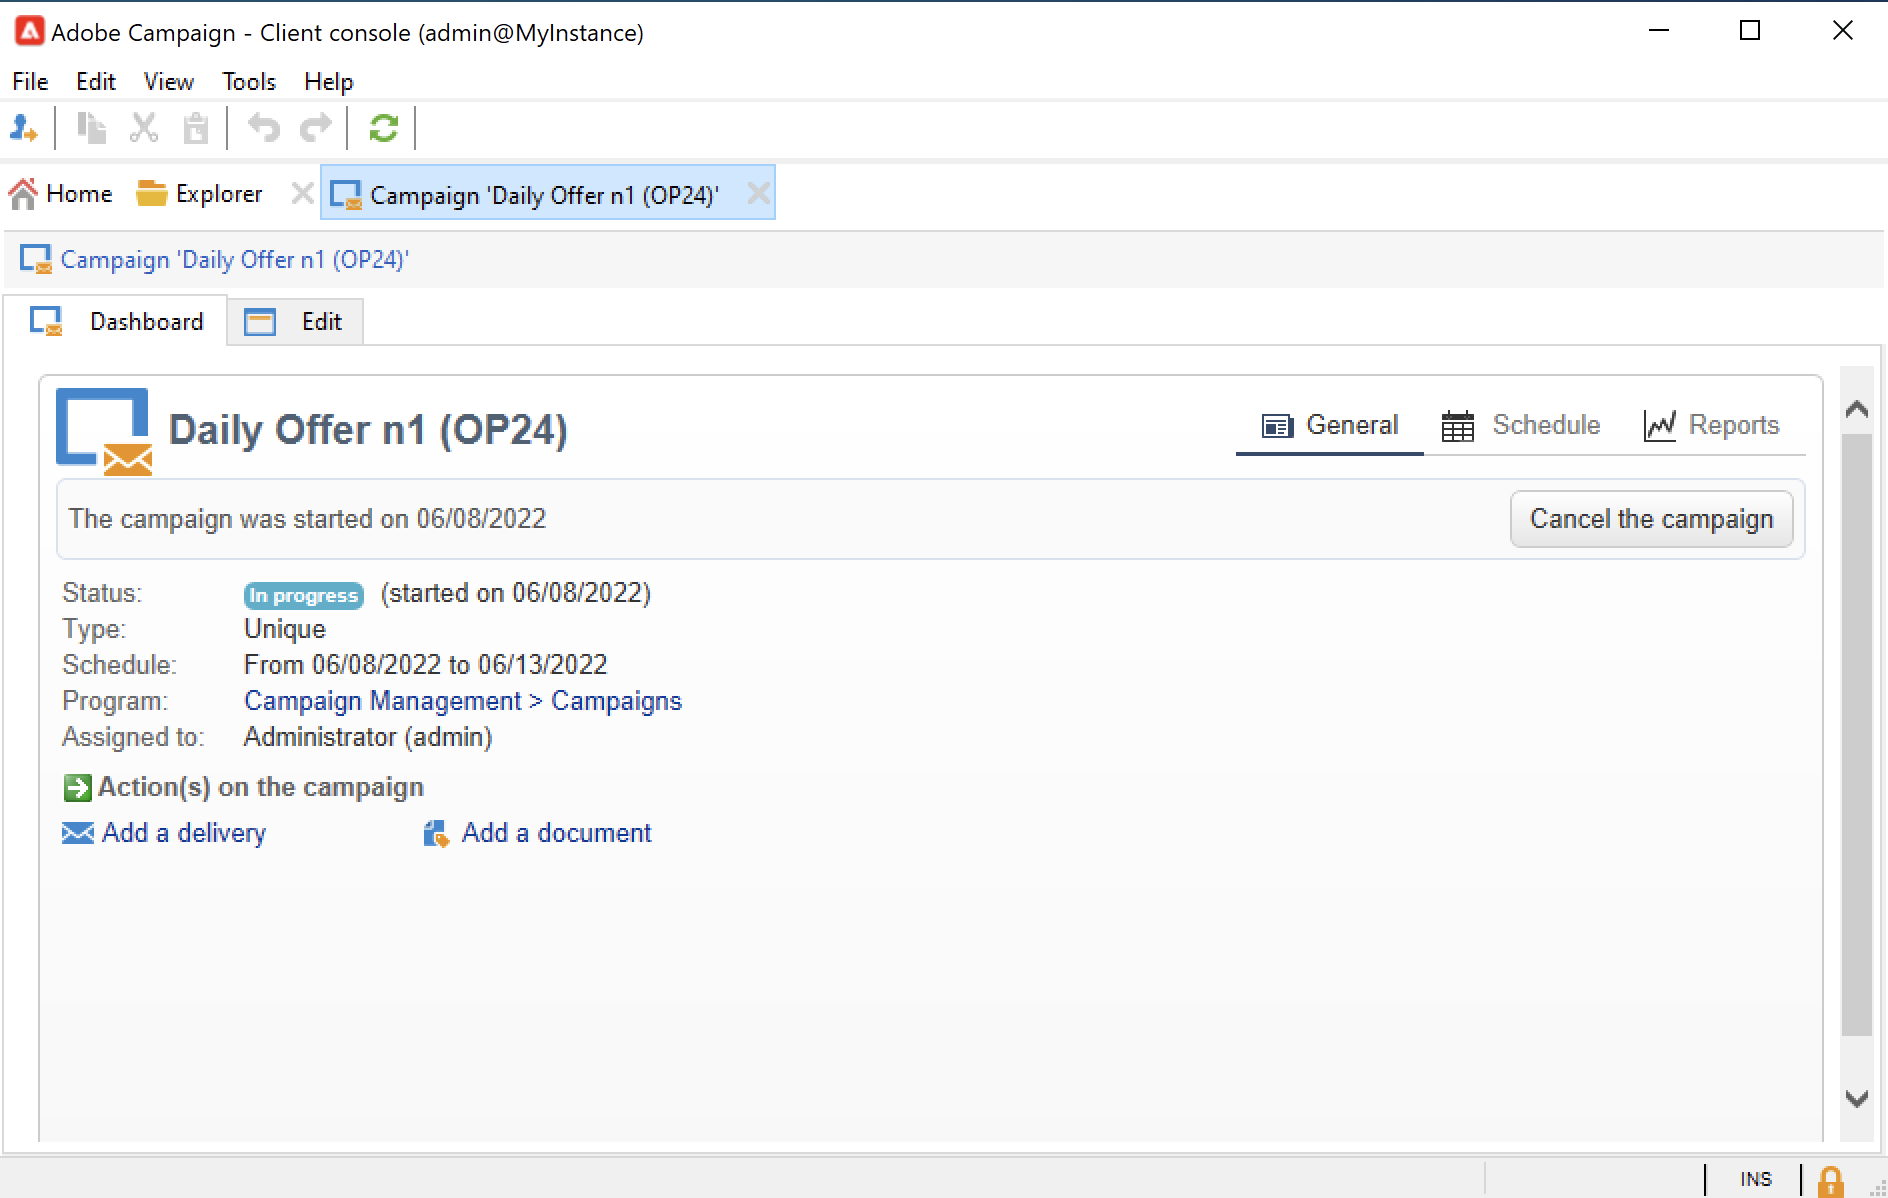 Adobe Campaign - Client console (admin@MyInstance)
File Edit View Tools Help
Home Explorer Campaign 'Daily Offer n1 (OP24)'
Campaign 'Daily Offer n1 (OP24)'
Dashboard Edit
Daily Offer n1 (OP24) General Schedule Reports
The campaign was started on 06/08/2022 Cancel the campaign
Status: In progress (started on 06/08/2022)
Type: Unique
Schedule: From 06/08/2022 to 06/13/2022
Program: Campaign Management > Campaigns
Assigned to: Administrator (admin)
Action(s) on the campaign
Add a delivery Add a document
INS